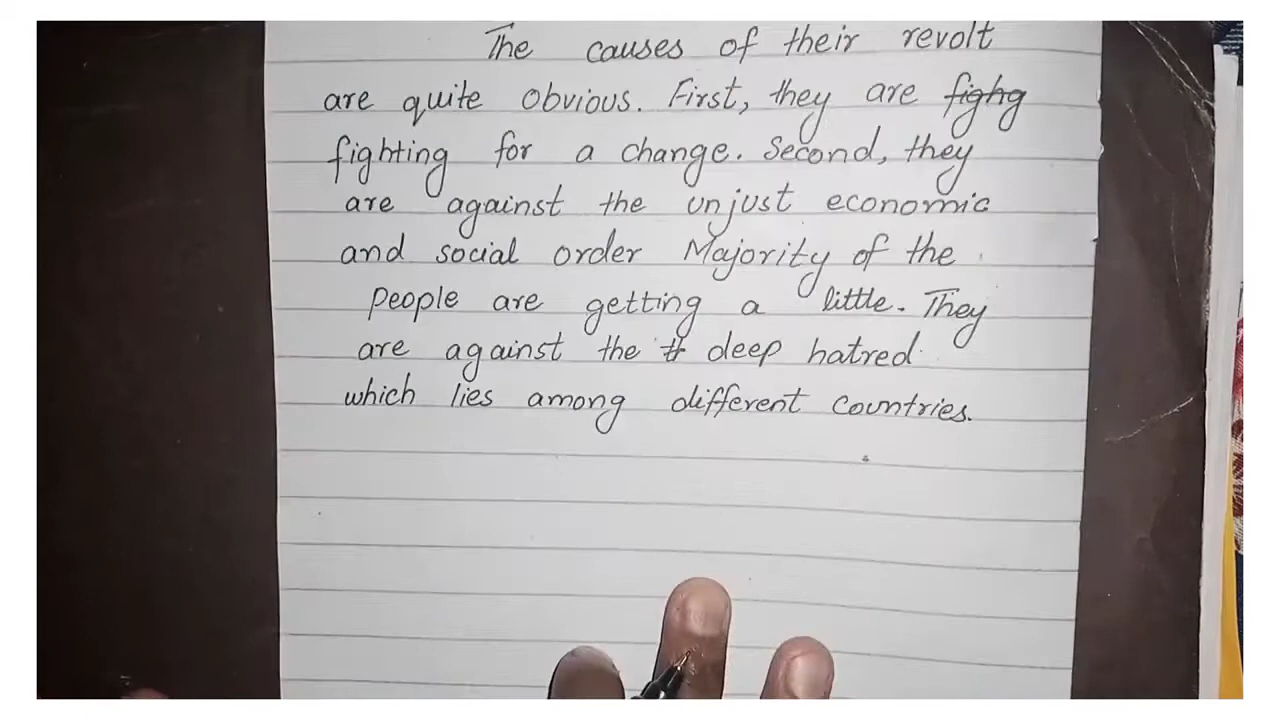 The causes of their revolt
are quite obvious. First, they are fighg
fighting for a change. Second, they
are against the unjust economic
and social order Majority of the
People are getting a little. They
are against the # deep hatred
which lies among different countries.